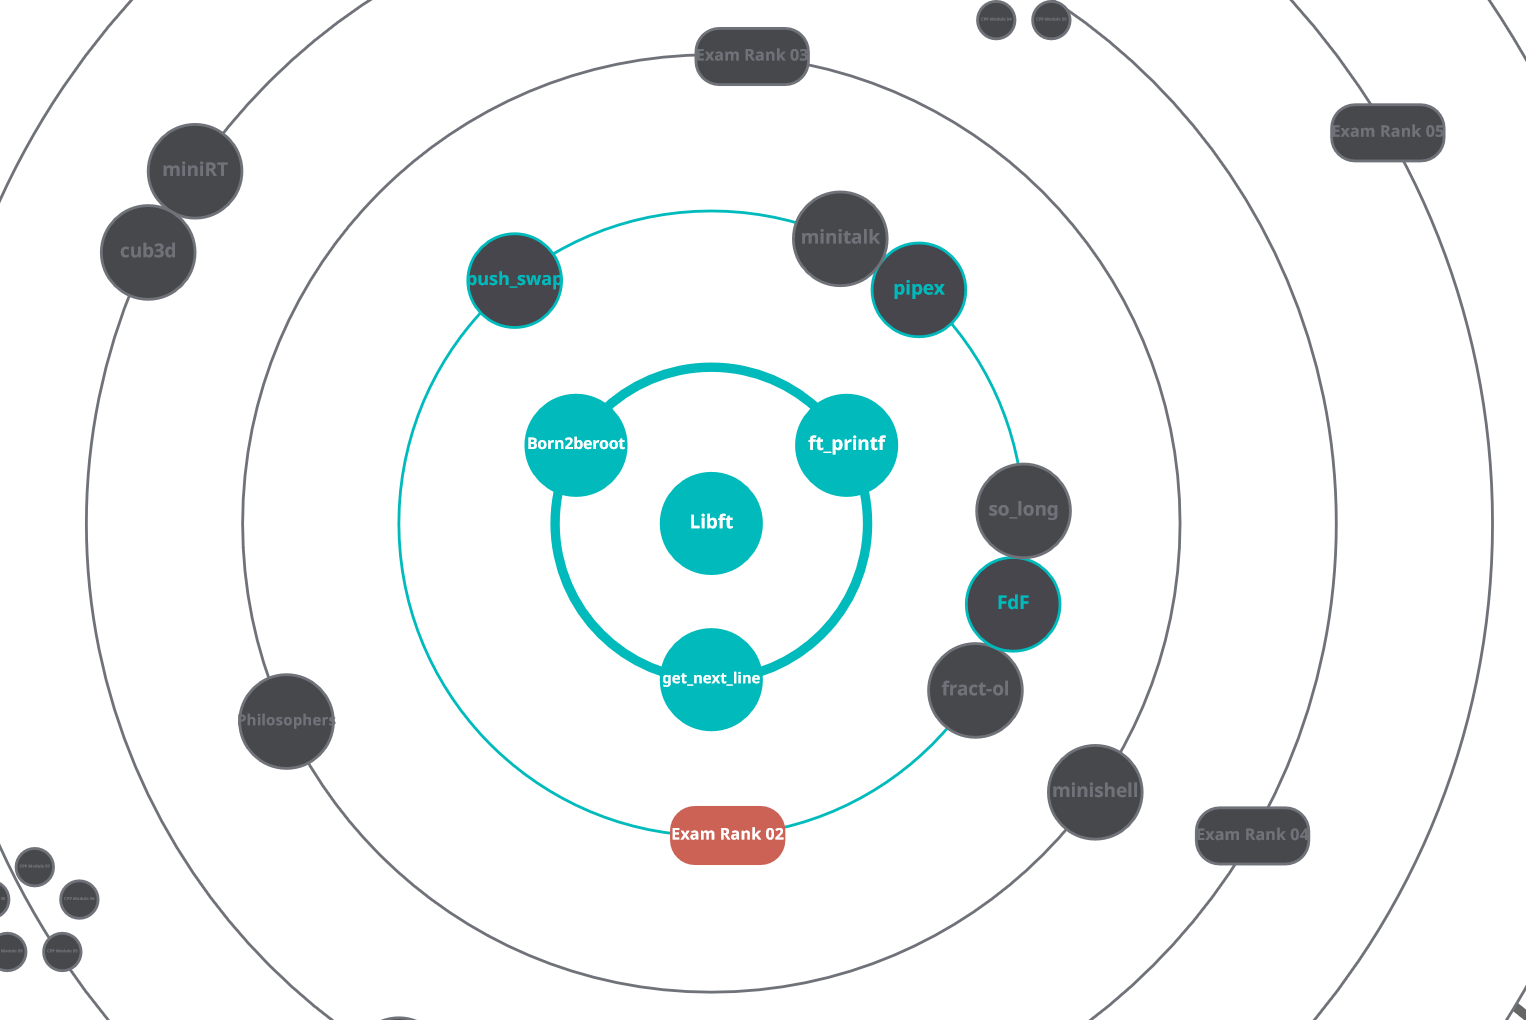 Exam Rank 03
Exam Rank 05
miniRT
cub3d
minitalk
push_swap
pipex
Born2beroot
ft_printf
so_long
Libft
FdF
get_next_line
fract-ol
Philosophers
minishell
Exam Rank 02
Exam Rank 04